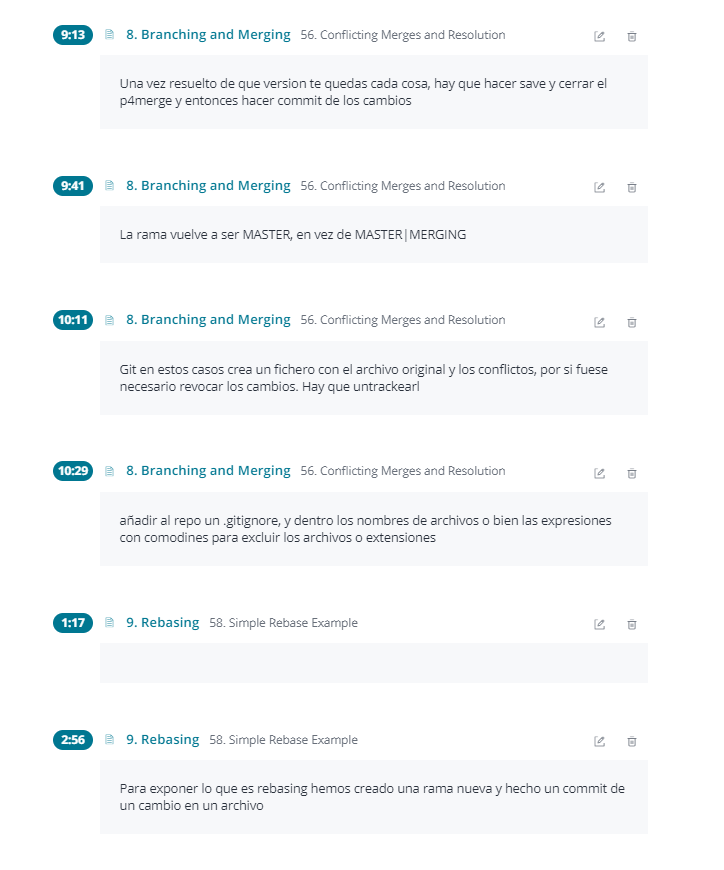 9:13 8. Branching and Merging 56. Conflicting Merges and Resolution
Una vez resuelto de que version te quedas cada cosa, hay que hacer save y cerrar el
p4merge y entonces hacer commit de los cambios
9:41 8. Branching and Merging 56. Conflicting Merges and Resolution
La rama vuelve a ser MASTER, en vez de MASTER|MERGING
10:11 8. Branching and Merging 56. Conflicting Merges and Resolution
Git en estos casos crea un fichero con el archivo original y los conflictos, por si fuese
necesario revocar los cambios. Hay que untrackearl
10:29 8. Branching and Merging 56. Conflicting Merges and Resolution
añadir al repo un .gitignore, y dentro los nombres de archivos o bien las expresiones
con comodines para excluir los archivos o extensiones
1:17 9. Rebasing 58. Simple Rebase Example
2:56 9. Rebasing 58. Simple Rebase Example
Para exponer lo que es rebasing hemos creado una rama nueva y hecho un commit de
un cambio en un archivo